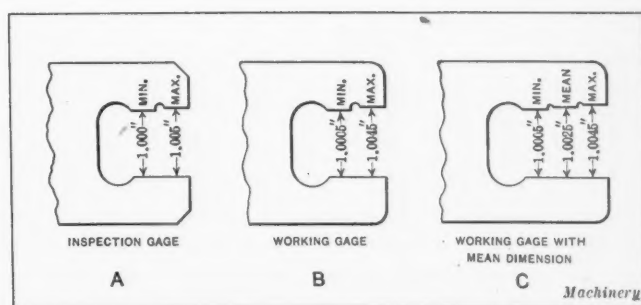 MIN.
MAX.
1.000"
1.005"
INSPECTION GAGE
A
MIN.
MAX.
1.0005"
1.0045"
WORKING GAGE
B
MIN.
MEAN
MAX.
1.0005"
1.0025"
1.0045"
WORKING GAGE WITH
MEAN DIMENSION
C
Machinery